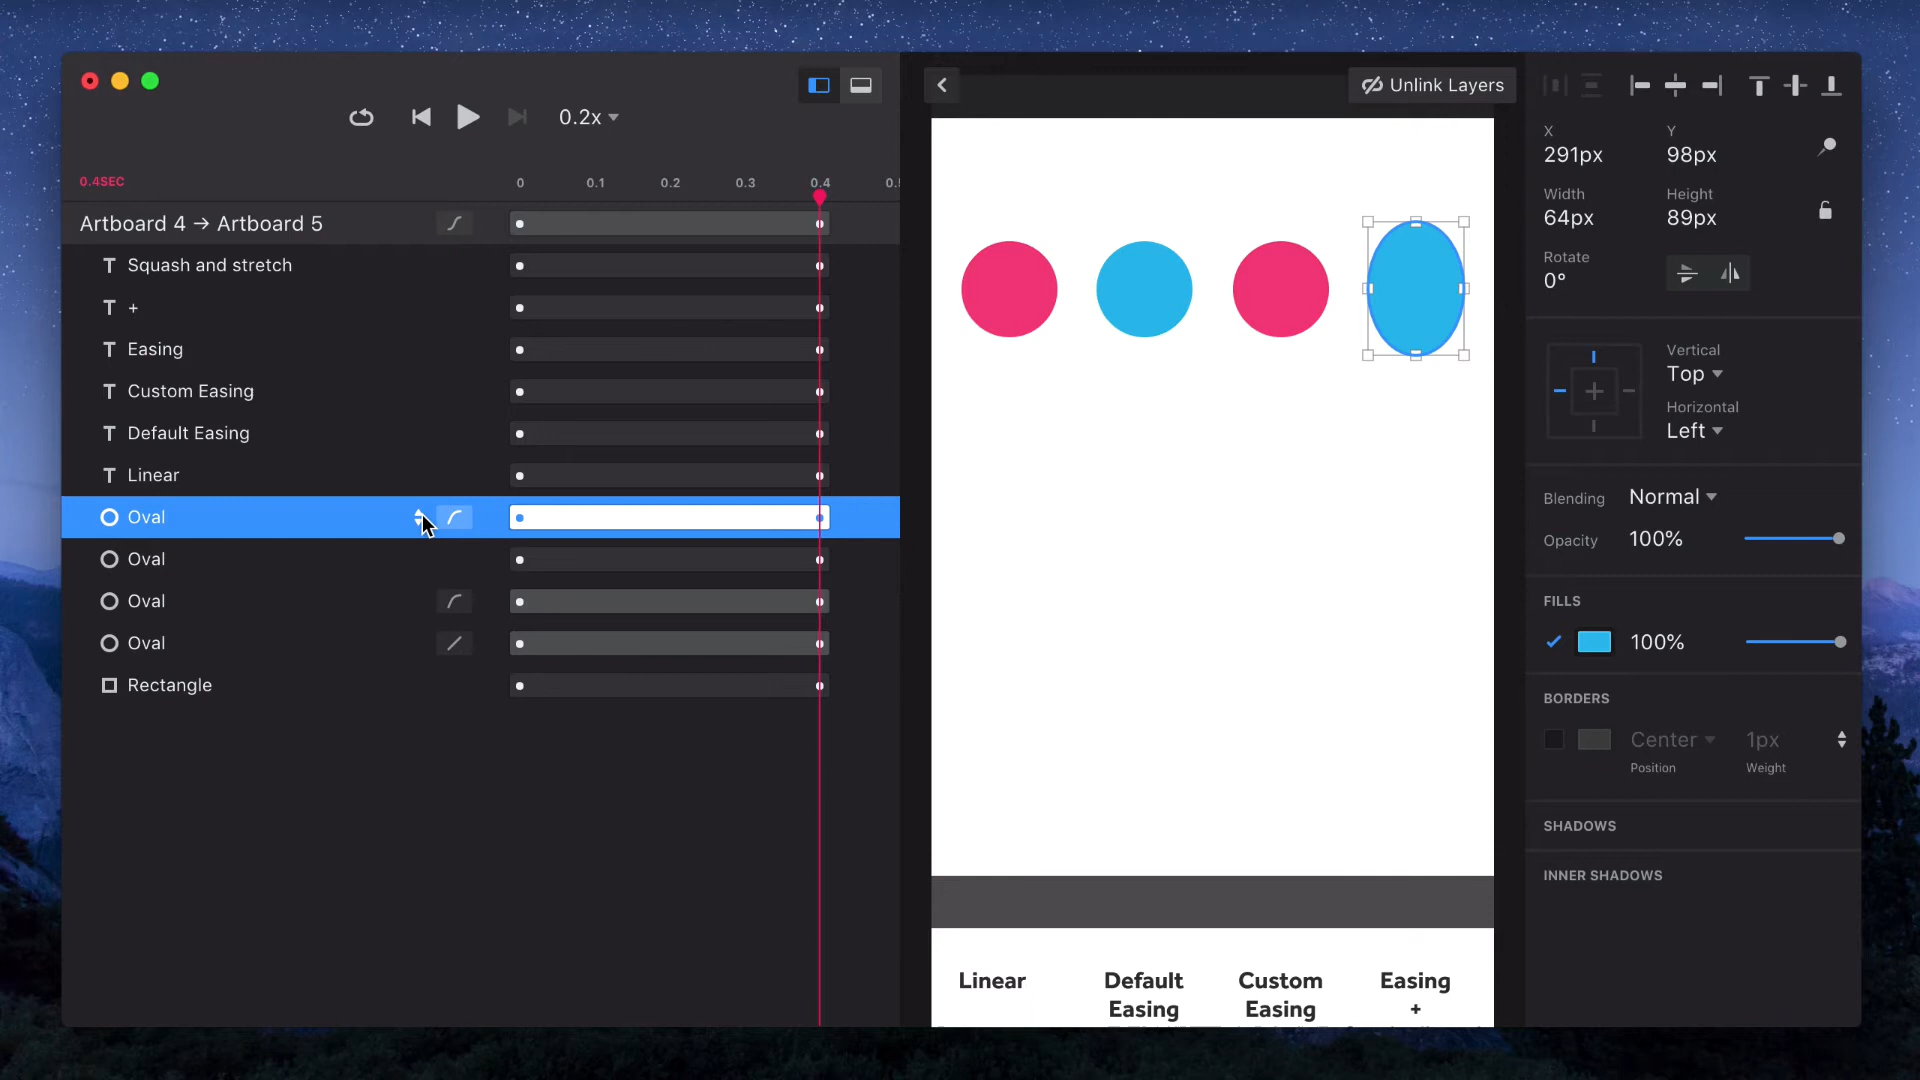 Unlink Layers
0.2x
0.4SEC
0
0.1
0.2
0.3
0.4
Artboard 4 → Artboard 5
T Squash and stretch
T +
T Easing
T Custom Easing
T Default Easing
T Linear
Oval
Oval
Oval
Oval
Rectangle
Linear
Default
Easing
Custom
Easing
Easing
+
X
291px
Y
98px
Width
64px
Height
89px
Rotate
0°
Vertical
Top
Horizontal
Left
Blending Normal
Opacity 100%
FILLS
100%
BORDERS
Center 1px
Position Weight
SHADOWS
INNER SHADOWS